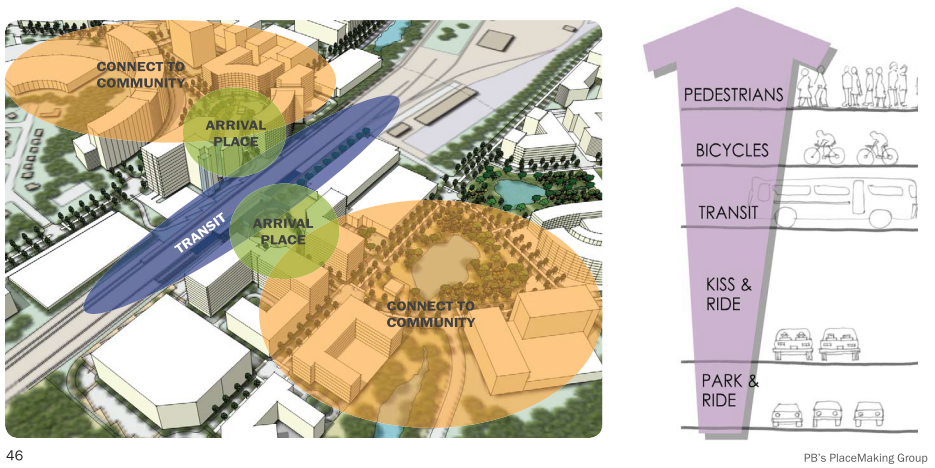 CONNECT TO
COMMUNITY
ARRIVAL
PLACE
TRANSIT
ARRIVAL
PLACE
CONNECT TO
COMMUNITY
PEDESTRIANS
BICYCLES
TRANSIT
KISS &
RIDE
PARK &
RIDE
46
PB's PlaceMaking Group